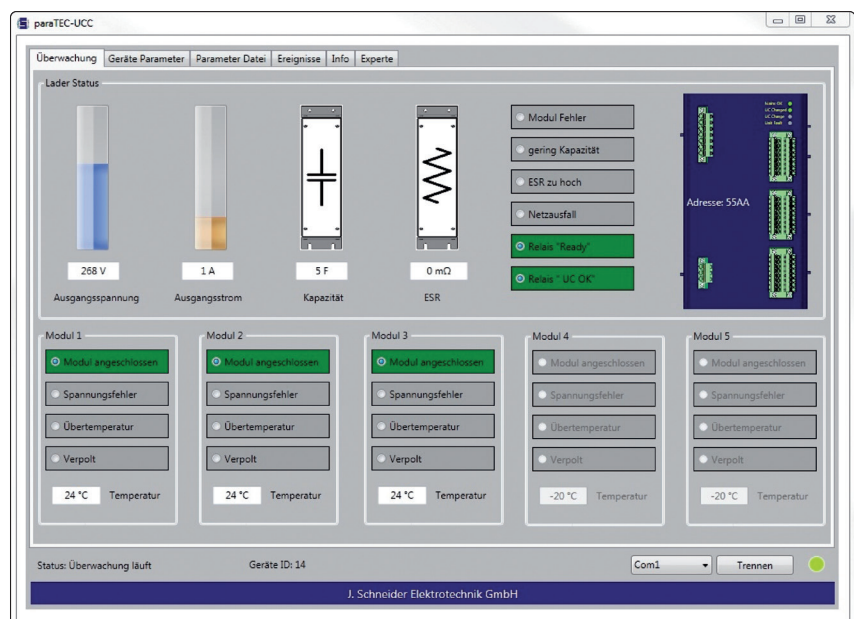 paraTEC-UCC
Überwachung Geräte Parameter Parameter Datei Ereignisse Info Experte
Lader Status
268 V
Ausgangsspannung
1 A
Ausgangsstrom
5 F
Kapazität
0 mΩ
ESR
Modul Fehler
gering Kapazität
ESR zu hoch
Netzausfall
Relais "Ready"
Relais " UC OK"
UC Charged
UC Charge
Adresse: 55AA
Modul 1
Modul angeschlossen
Spannungsfehler
Übertemperatur
Verpolt
24 °C Temperatur
Modul 2
Modul angeschlossen
Spannungsfehler
Übertemperatur
Verpolt
24 °C Temperatur
Modul 3
Modul angeschlossen
Spannungsfehler
Übertemperatur
Verpolt
24 °C Temperatur
Modul 4
Modul angeschlossen
Spannungsfehler
Übertemperatur
Verpolt
-20 °C Temperatur
Modul 5
Modul angeschlossen
Spannungsfehler
Übertemperatur
Verpolt
-20 °C Temperatur
Status: Überwachung läuft Geräte ID: 14 Com1 Trennen
J. Schneider Elektrotechnik GmbH